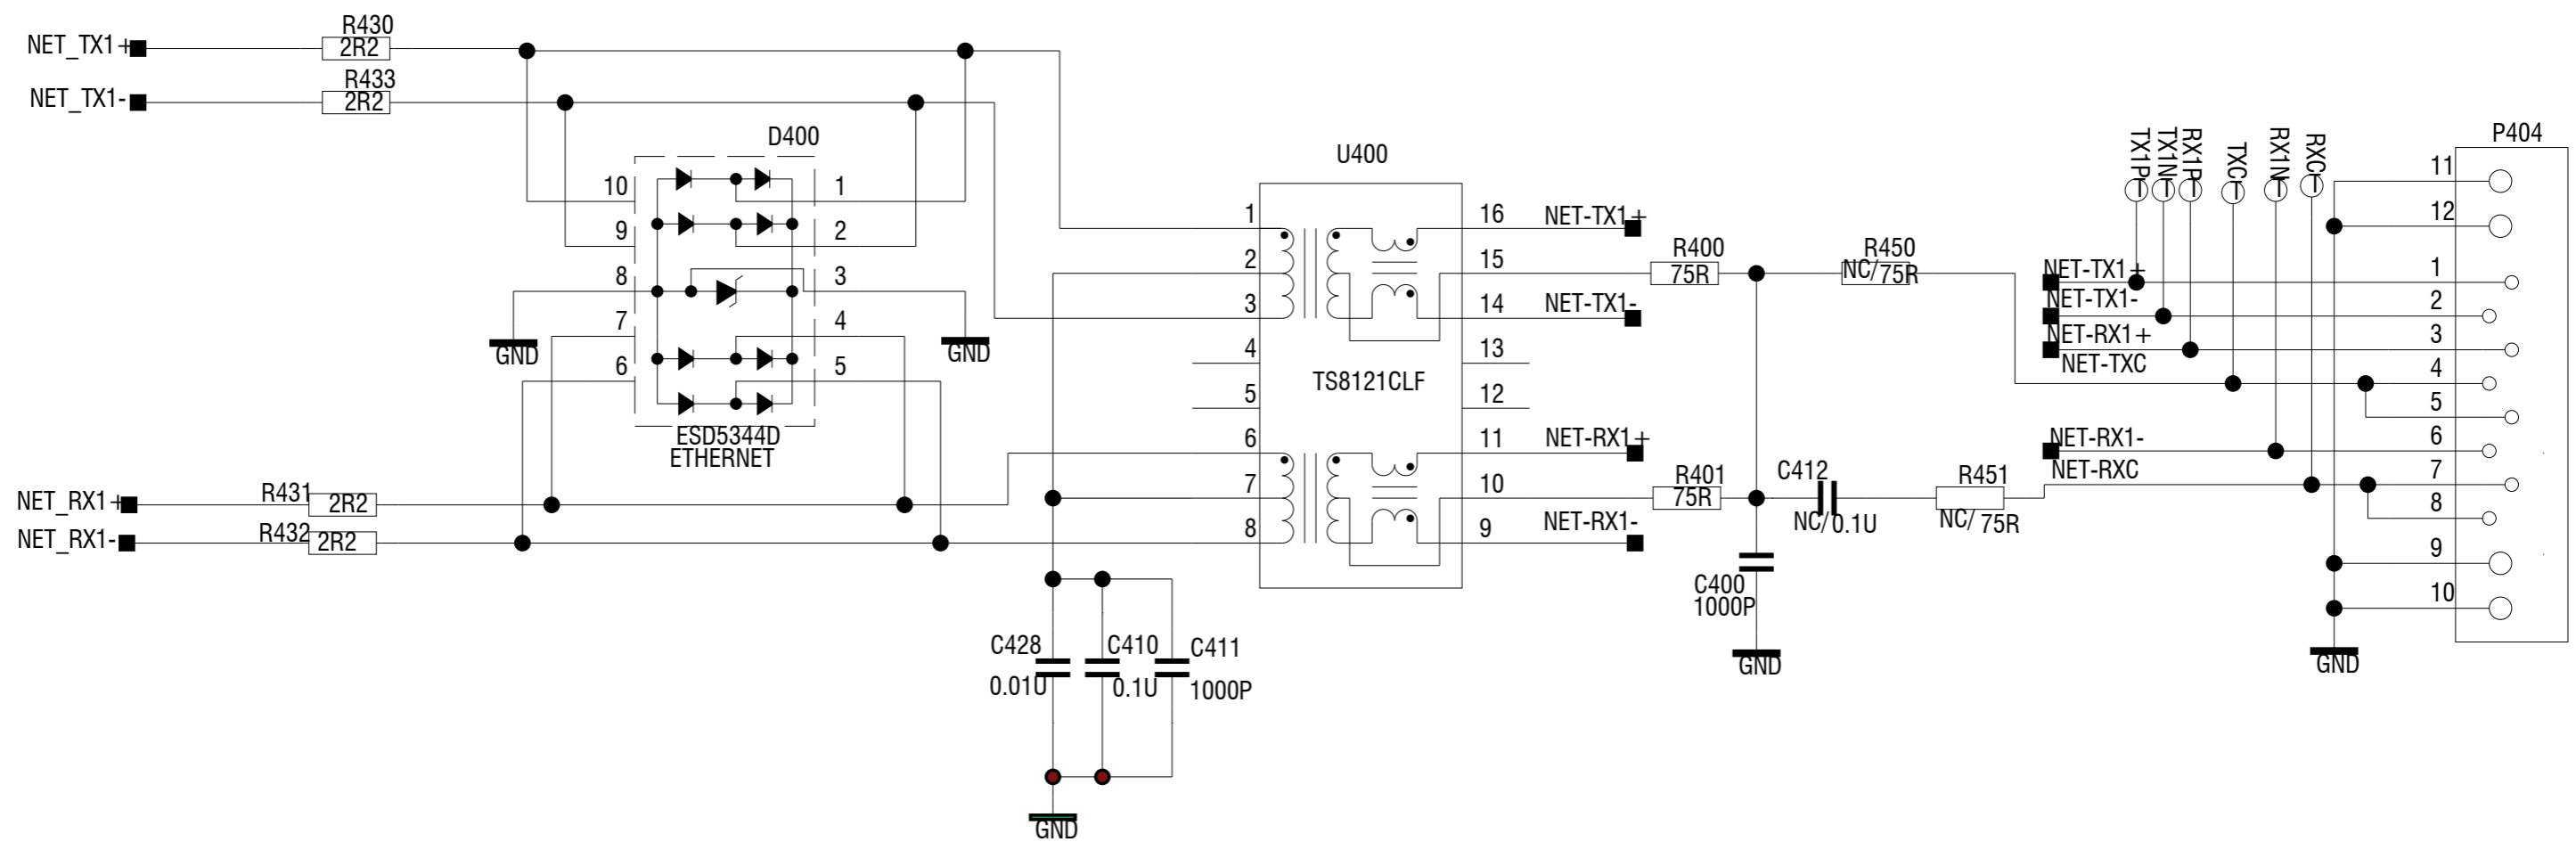 R430
NET_TX1+
2R2
R433
NET_TX1-
2R2
D400
10
1
9
2
8
3
7
4
6
5
GND
GND
ESD5344D
ETHERNET
R431
NET_RX1+
2R2
R432
NET_RX1-
2R2
C428
0.01U
C410
0.1U
C411
1000P
GND
U400
1
16
2
15
3
14
4
13
TS8121CLF
5
12
6
11
7
10
8
9
NET-TX1+
NET-TX1-
NET-RX1+
NET-RX1-
R400
75R
R450
NC/75R
R401
75R
C412
NC/0.1U
R451
NC/ 75R
C400
1000P
GND
TX1P
TX1N
RX1P
TXC
RX1N
RXC
T
T
T
T
T
T
NET-TX1+
NET-TX1-
NET-RX1+
NET-TXC
NET-RX1-
NET-RXC
P404
11
12
1
2
3
4
5
6
7
8
9
10
GND